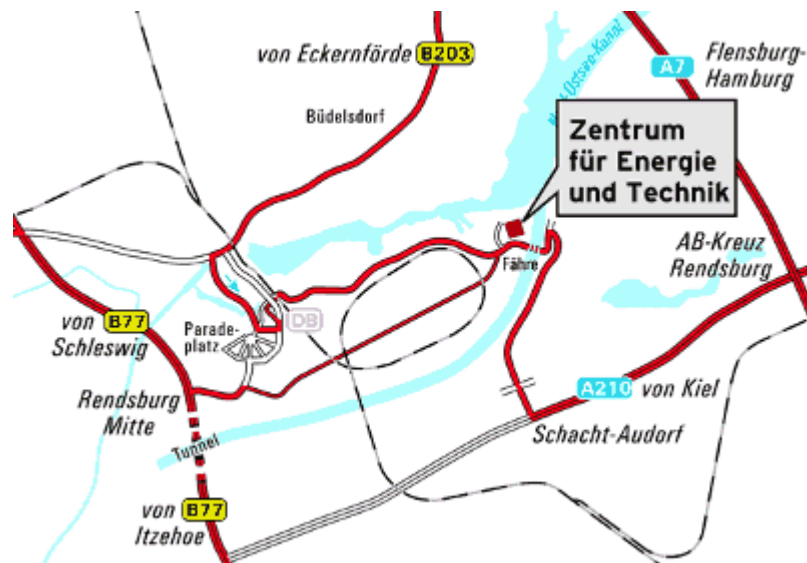 von Eckernförde B203
Flensburg-
Hamburg
A7
Büdelsdorf
Ostsee-Kanal
Zentrum
für Energie
und Technik
AB-Kreuz
Rendsburg
Fähre
von B77
Schleswig
Parade-
platz
DB
Rendsburg
Mitte
A210 von Kiel
Schacht-Audorf
Tunnel
von B77
Itzehoe